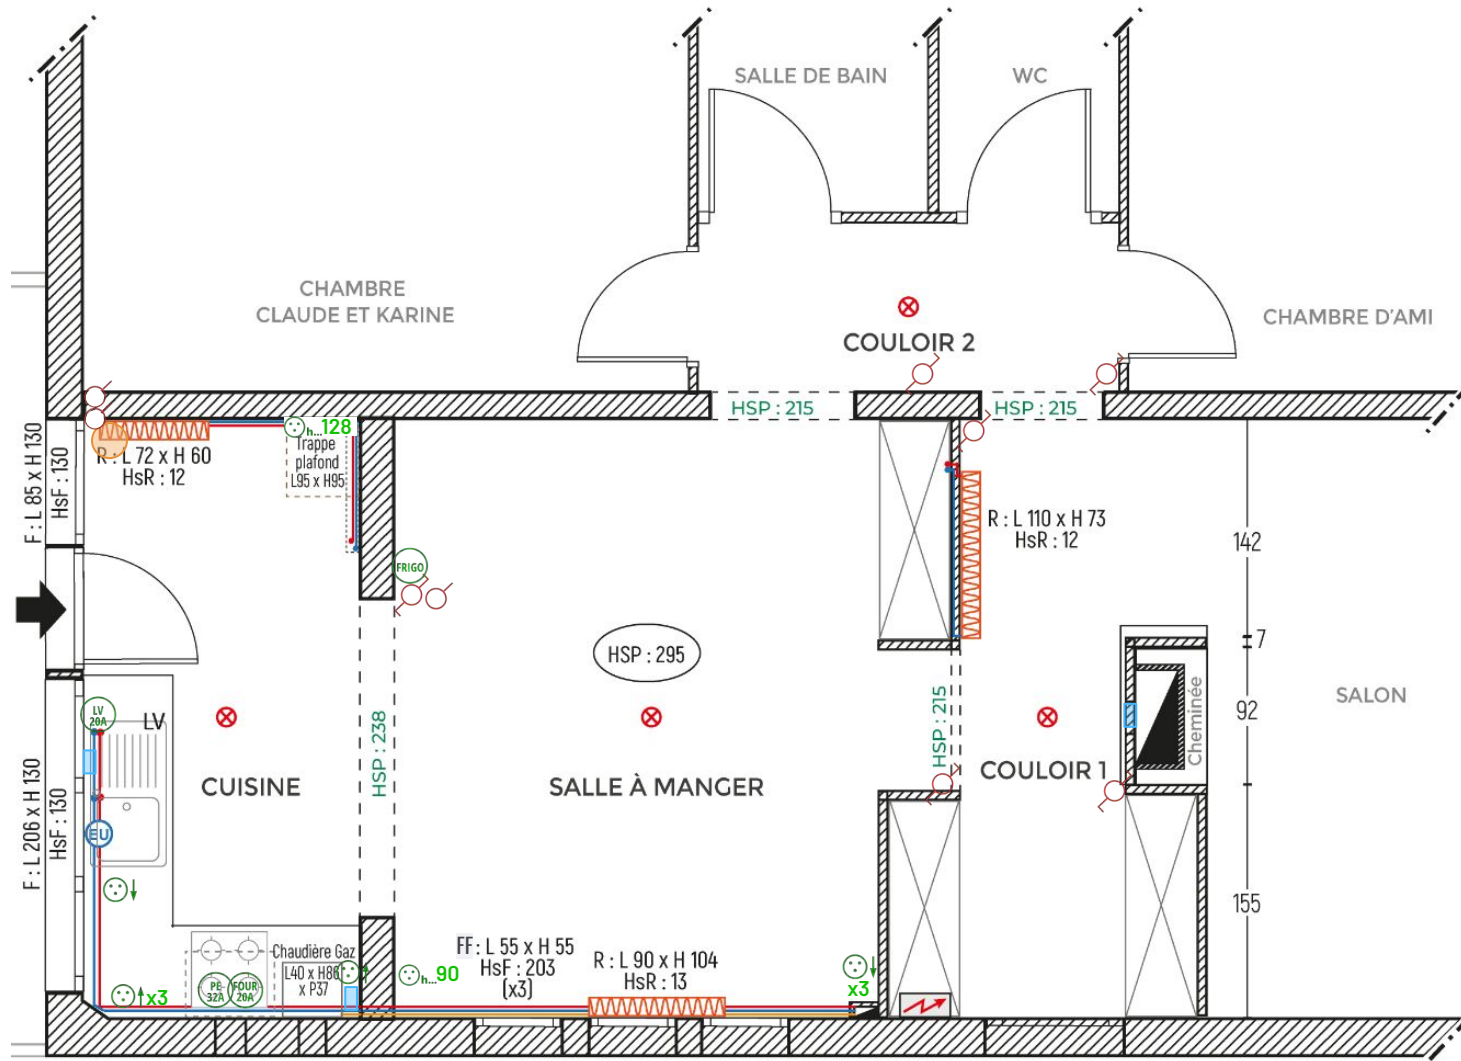 SALLE DE BAIN
WC
CHAMBRE
CLAUDE ET KARINE
CHAMBRE D'AMI
COULOIR 2
HSP : 215
HSP : 215
F : L 85 x H 130
HsF : 130
R : L 72 x H 60
HsR : 12
h...128
Trappe
plafond
L95 x H95
FRIGO
R : L 110 x H 73
HsR : 12
142
7
HSP : 295
92
SALON
Cheminée
LV
20A
LV
HSP : 238
HSP : 215
CUISINE
SALLE À MANGER
COULOIR 1
F : L 206 x H 130
HsF : 130
EU
155
Chaudière Gaz
L40 x H86
x P37
PE
32A
FOUR
20A
x3
h...90
FF : L 55 x H 55
HsF : 203
(x3)
R : L 90 x H 104
HsR : 13
x3